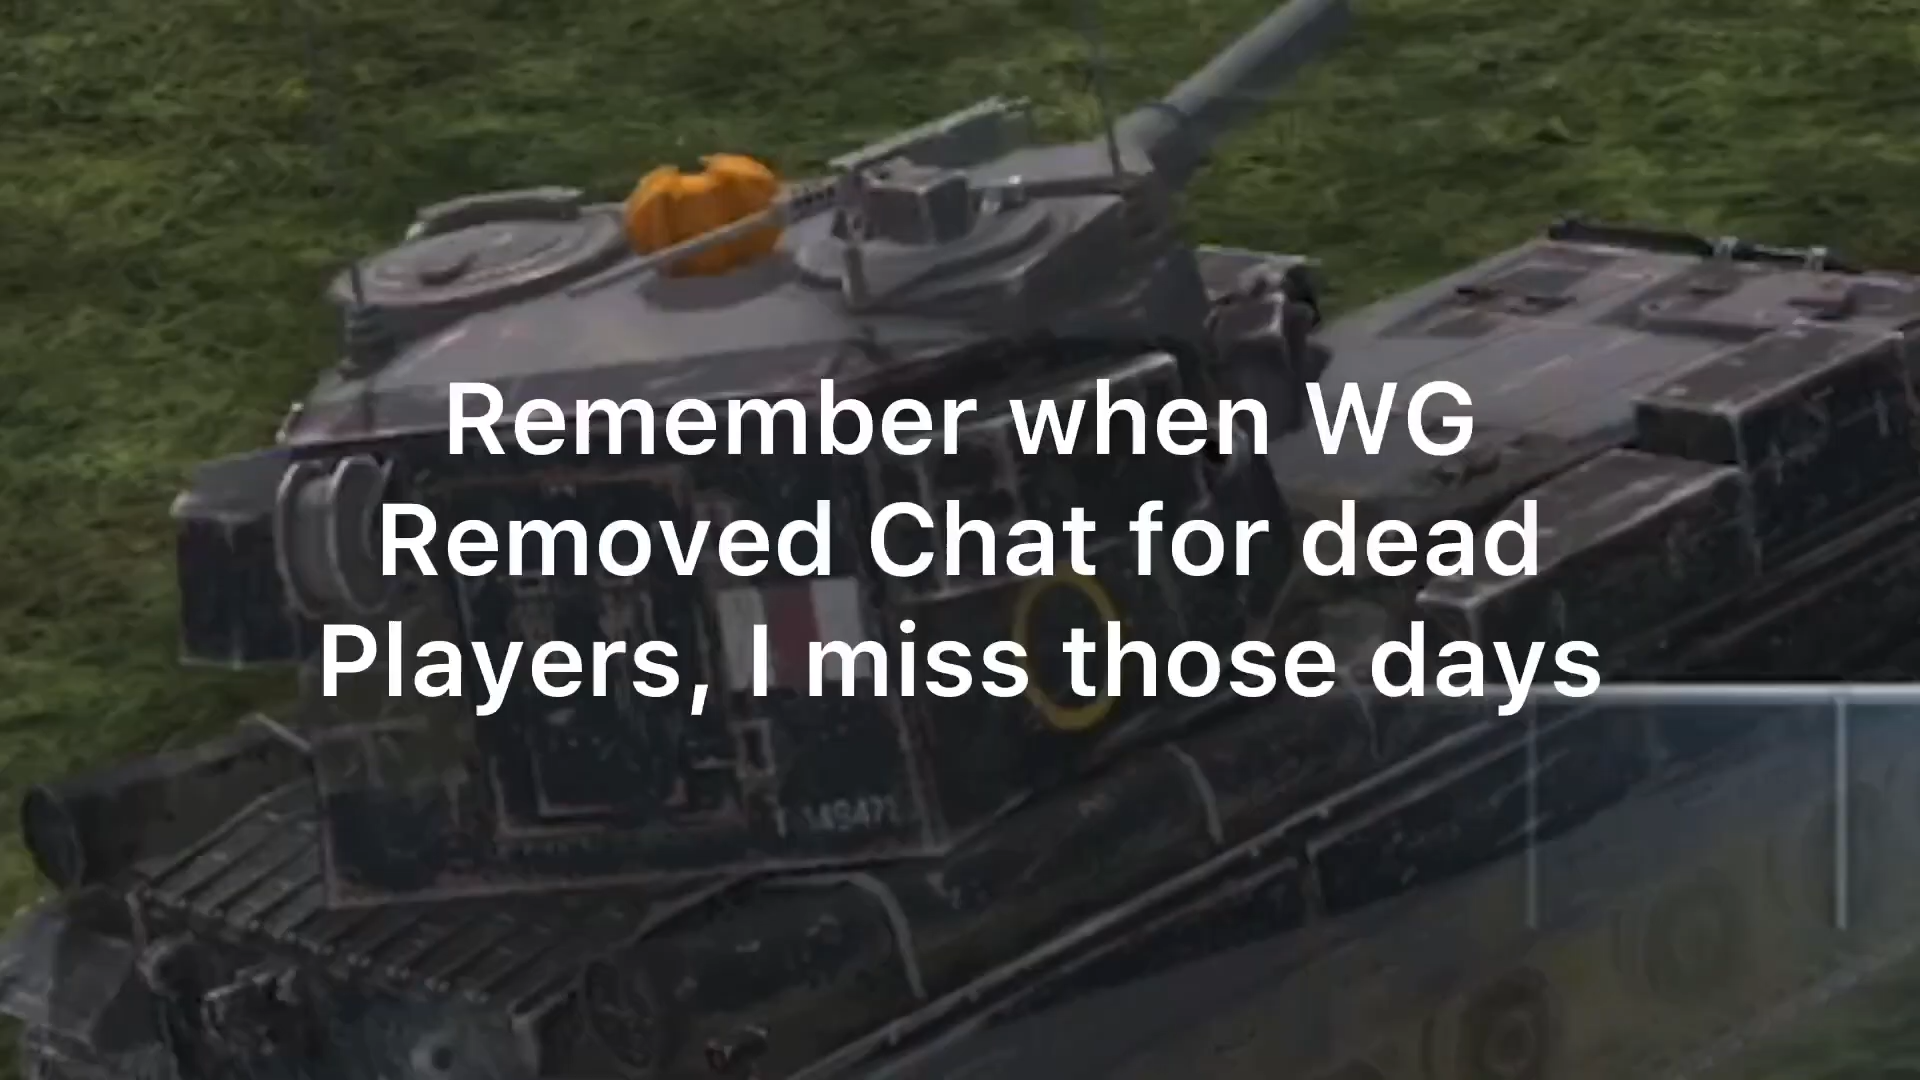 Remember when WG
Removed Chat for dead
Players, I miss those days